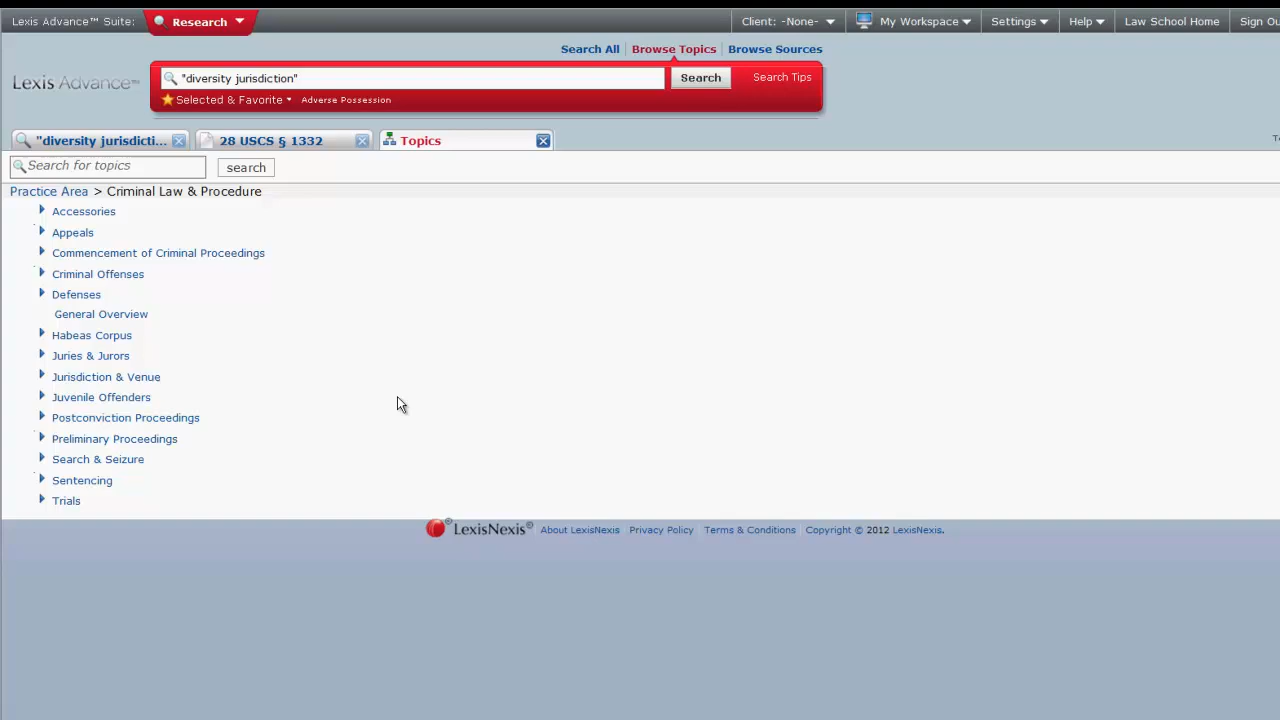 Lexis Advance™ Suite: Research Client: -None- My Workspace Settings Help Law School Home Sign
Search All Browse Topics Browse Sources
Lexis Advance™ "diversity jurisdiction" Search Search Tips
Selected & Favorite Adverse Possession
"diversity jurisdicti... 28 USCS § 1332 Topics
Search for topics search
Practice Area > Criminal Law & Procedure
Accessories
Appeals
Commencement of Criminal Proceedings
Criminal Offenses
Defenses
General Overview
Habeas Corpus
Juries & Jurors
Jurisdiction & Venue
Juvenile Offenders
Postconviction Proceedings
Preliminary Proceedings
Search & Seizure
Sentencing
Trials
LexisNexis® About LexisNexis Privacy Policy Terms & Conditions Copyright © 2012 LexisNexis.